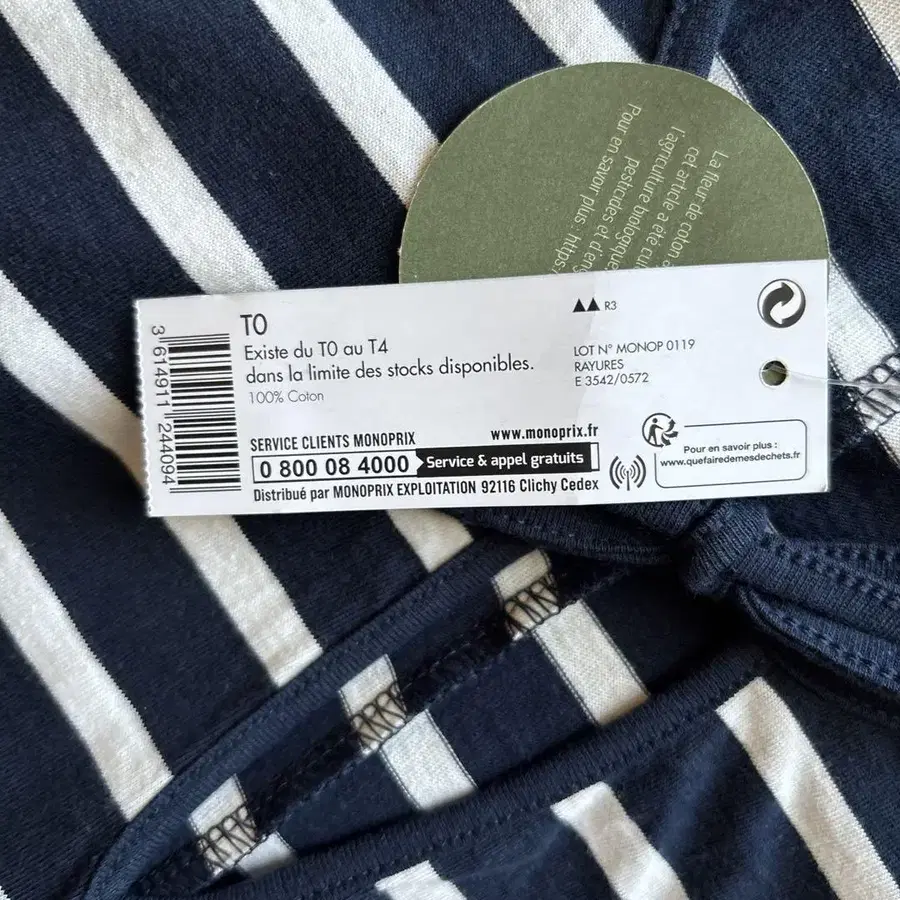 La fleur de coton
cet article a été
l'agriculture biologique
pesticides et d'en
Pour en savoir plus : https:/
3 614911 244094
T0
Existe du T0 au T4
dans la limite des stocks disponibles.
100% Coton
R3
LOT N° MONOP 0119
RAYURES
E 3542/0572
SERVICE CLIENTS MONOPRIX
www.monoprix.fr
0 800 08 4000 Service & appel gratuits
Distribué par MONOPRIX EXPLOITATION 92116 Clichy Cedex
Pour en savoir plus :
www.quefairedemesdechets.fr